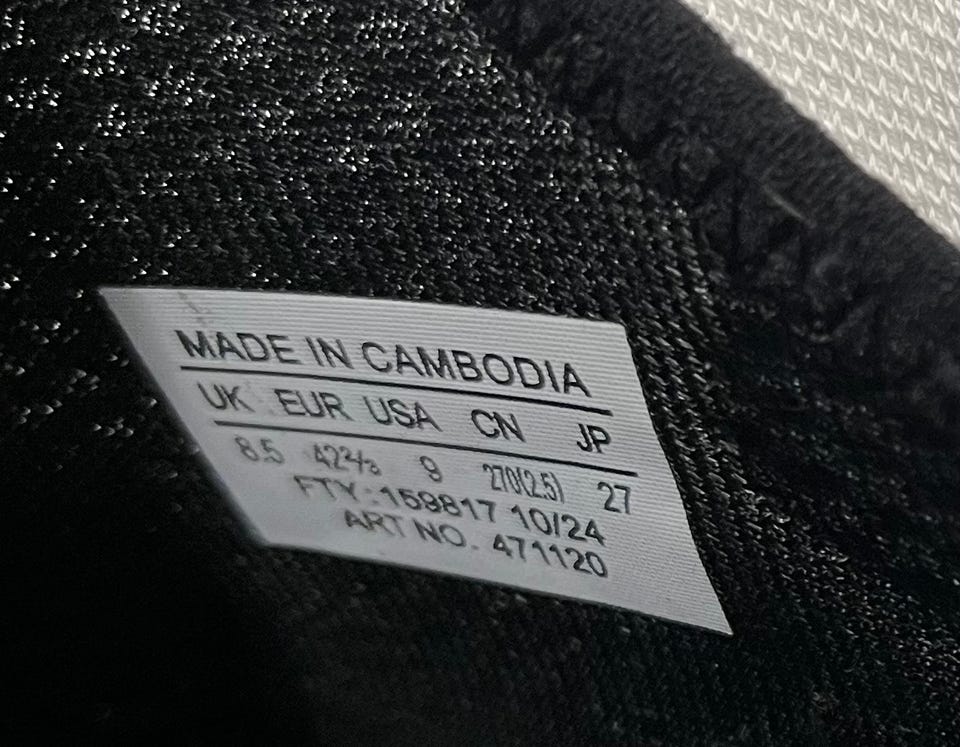 MADE IN CAMBODIA
UK EUR USA CN JP
8.5 42⅔ 9 270(2.5) 27
FTY.:159817 10/24
ART NO. 471120